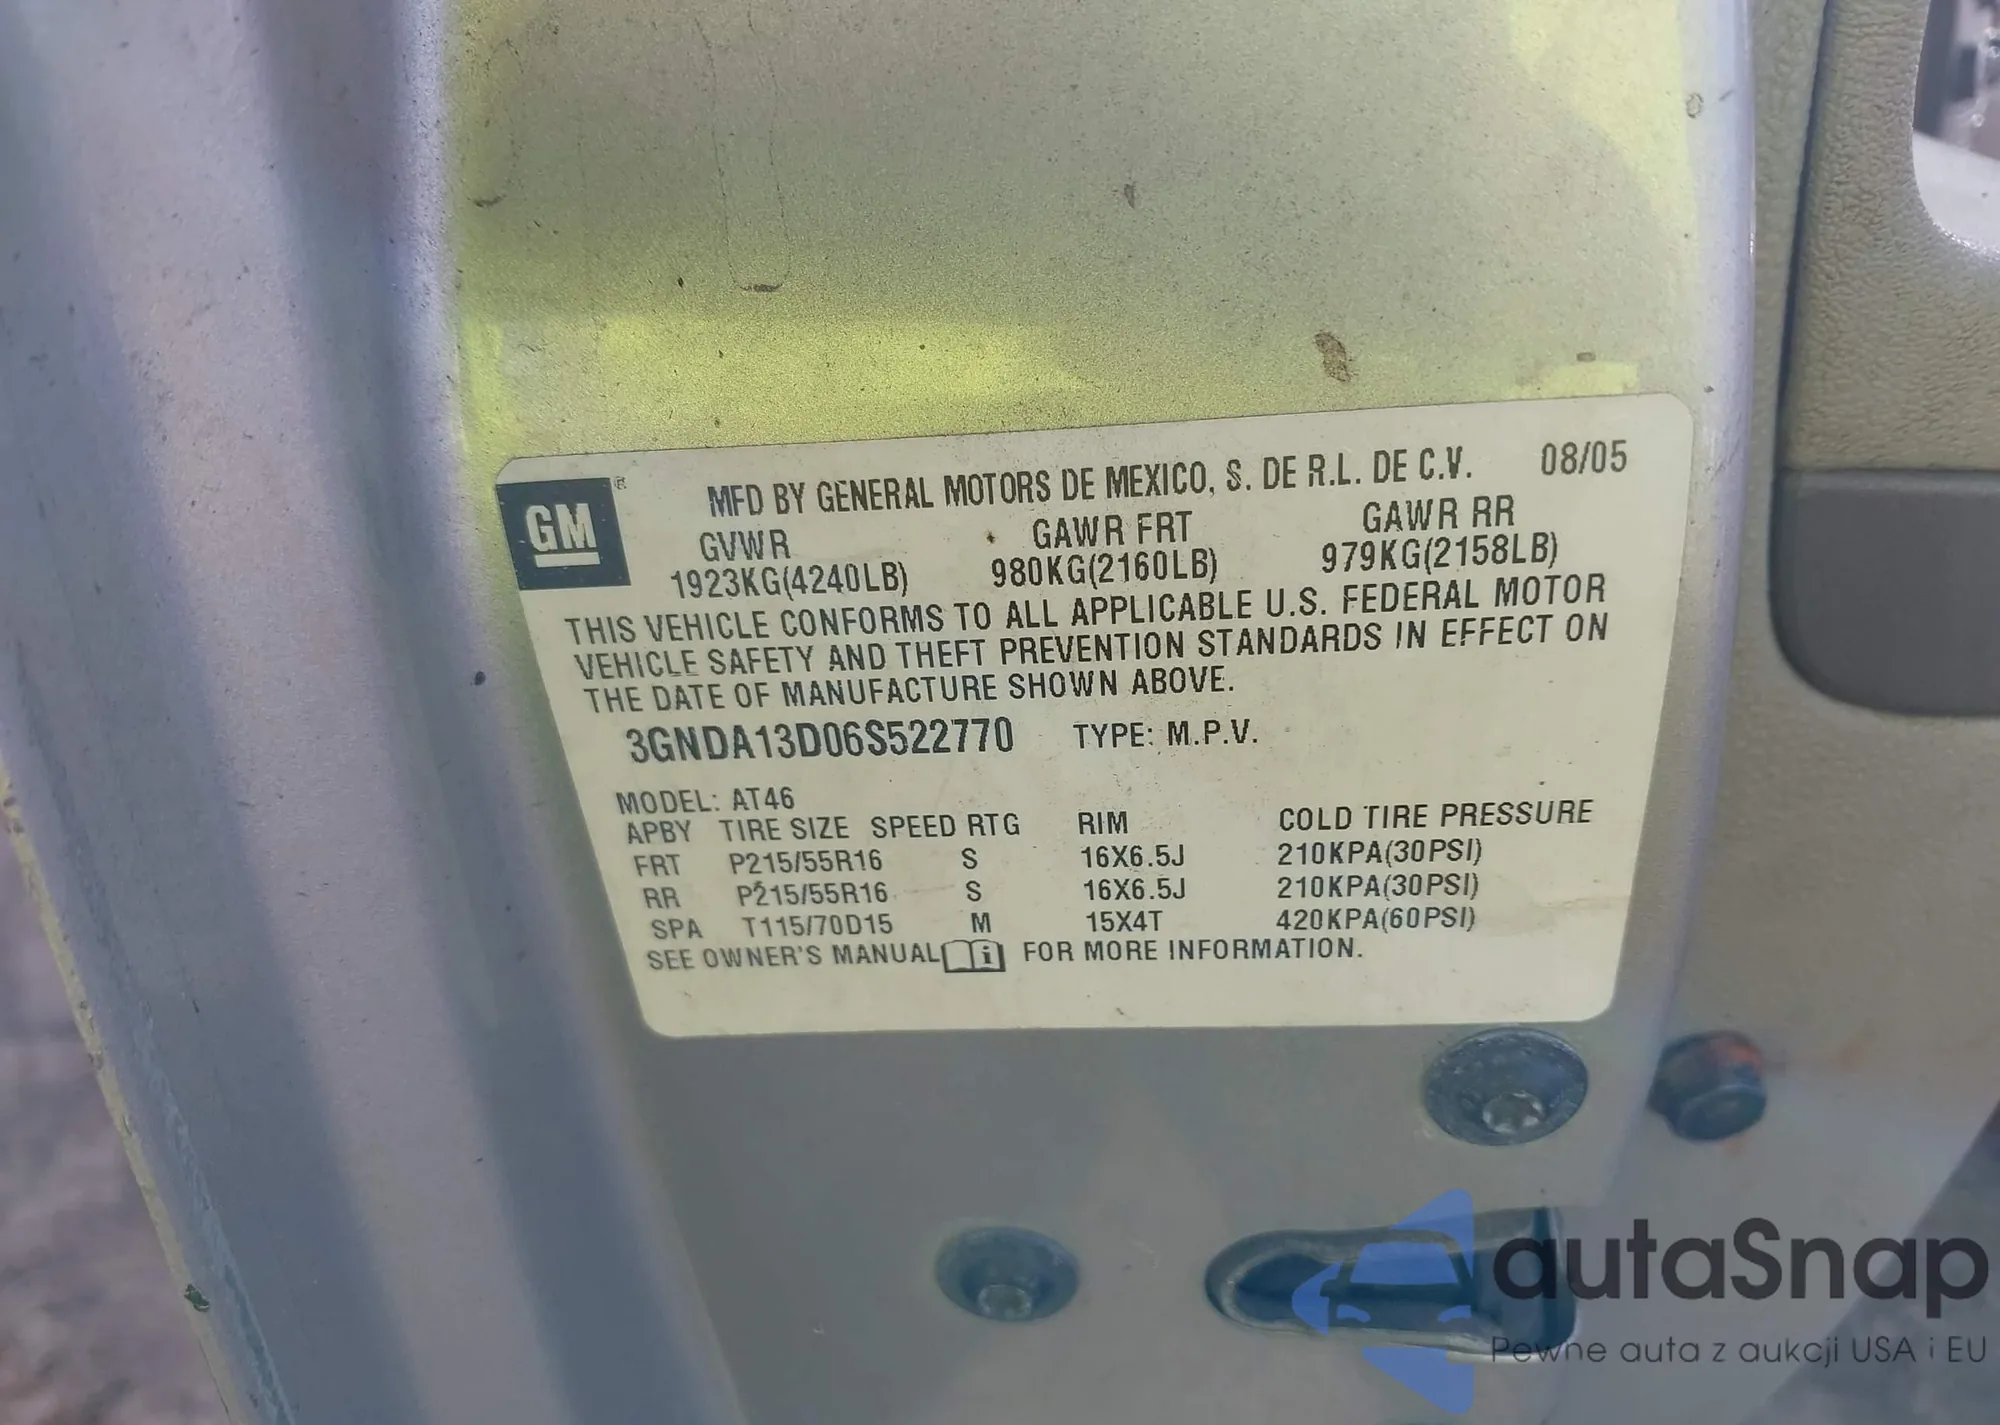 GM ®
MFD BY GENERAL MOTORS DE MEXICO, S. DE R.L. DE C.V. 08/05
GVWR GAWR FRT GAWR RR
1923KG(4240LB) 980KG(2160LB) 979KG(2158LB)
THIS VEHICLE CONFORMS TO ALL APPLICABLE U.S. FEDERAL MOTOR
VEHICLE SAFETY AND THEFT PREVENTION STANDARDS IN EFFECT ON
THE DATE OF MANUFACTURE SHOWN ABOVE.
3GNDA13D06S522770 TYPE: M.P.V.
MODEL: AT46
APBY TIRE SIZE SPEED RTG RIM COLD TIRE PRESSURE
FRT P215/55R16 S 16X6.5J 210KPA(30PSI)
RR P215/55R16 S 16X6.5J 210KPA(30PSI)
SPA T115/70D15 M 15X4T 420KPA(60PSI)
SEE OWNER'S MANUAL i FOR MORE INFORMATION.
autaSnap
Pewne auta z aukcji USA i EU